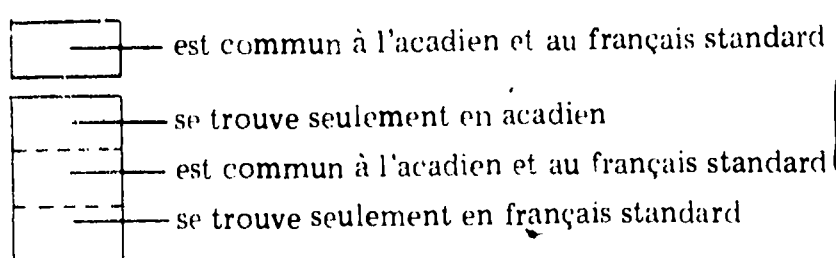 est commun à l'acadien et au français standard
se trouve seulement en acadien
est commun à l'acadien et au français standard
se trouve seulement en français standard